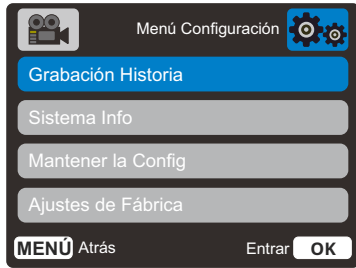 Menú Configuración
Grabación Historia
Sistema Info
Mantener la Config
Ajustes de Fábrica
MENÚ Atrás Entrar OK